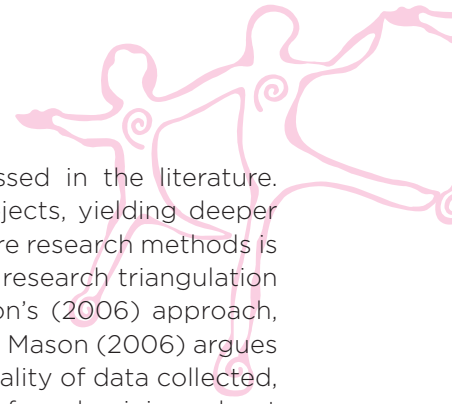 ssed in the literature.
jects, yielding deeper
re research methods is
research triangulation
on's (2006) approach,
Mason (2006) argues
ality of data collected,